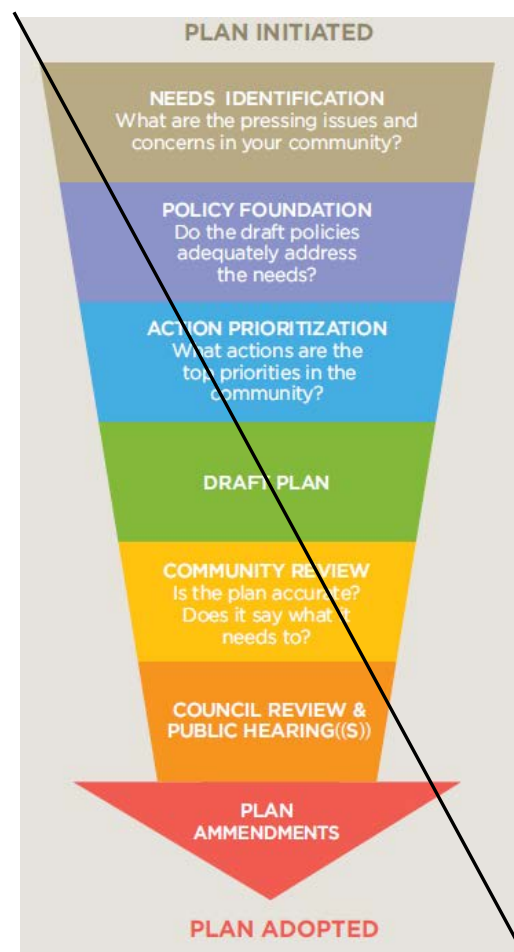 PLAN INITIATED
NEEDS IDENTIFICATION
What are the pressing issues and
concerns in your community?
POLICY FOUNDATION
Do the draft policies
adequately address
the needs?
ACTION PRIORITIZATION
What actions are the
top priorities in the
community?
DRAFT PLAN
COMMUNITY REVIEW
Is the plan accurate?
Does it say what it
needs to?
COUNCIL REVIEW &
PUBLIC HEARING((S))
PLAN
AMMENDMENTS
PLAN ADOPTED